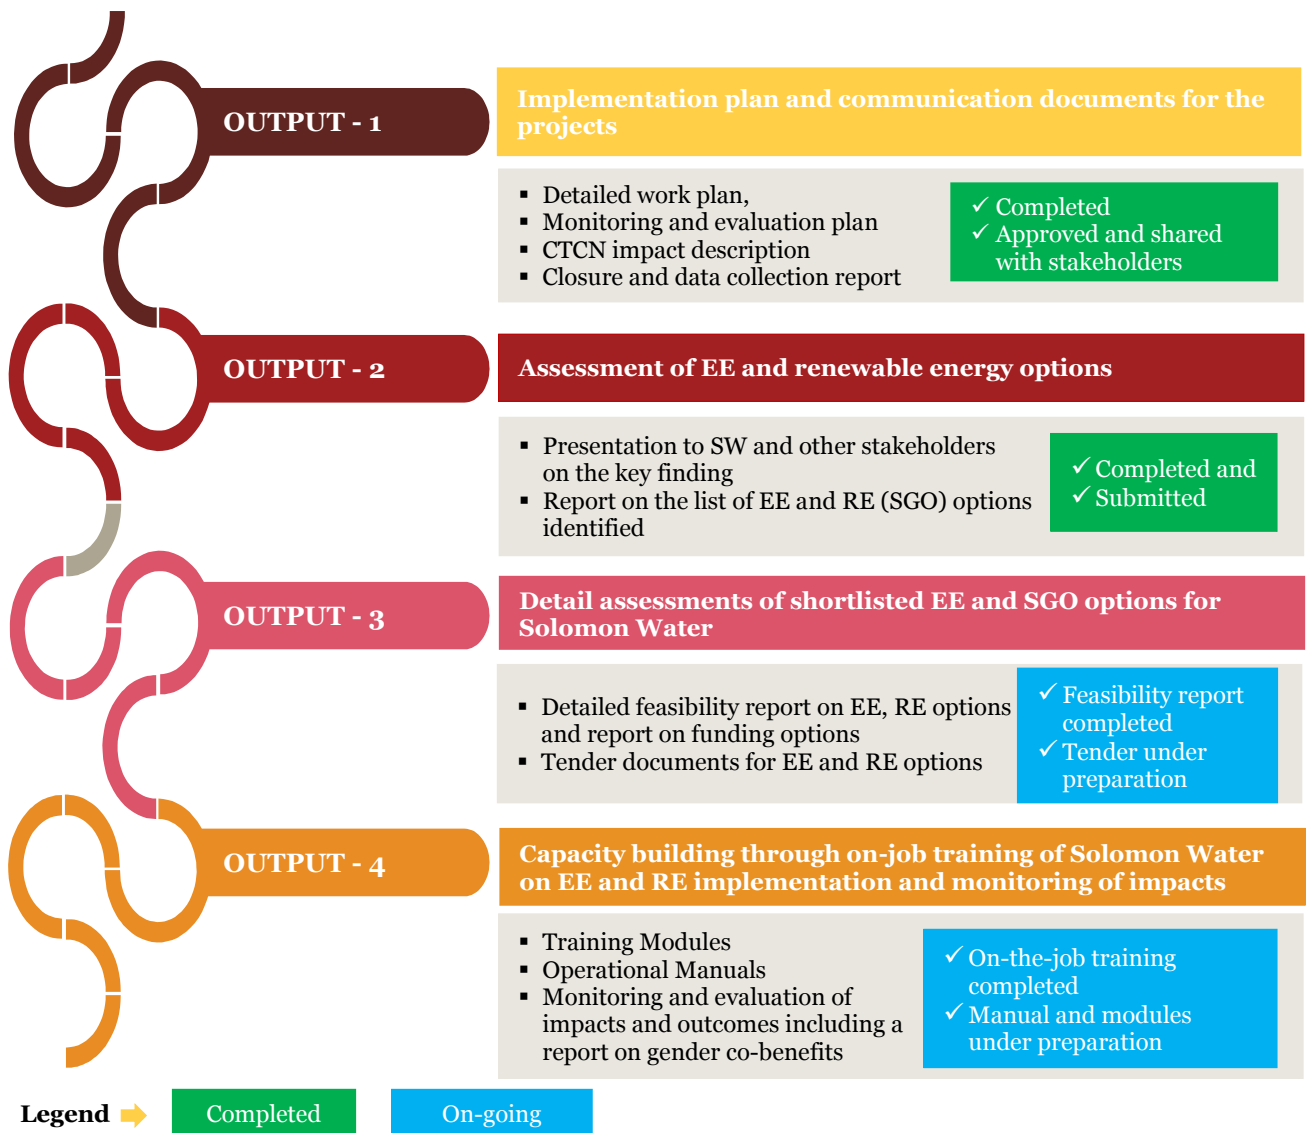 OUTPUT - 1
Implementation plan and communication documents for the
projects
▪ Detailed work plan,
▪ Monitoring and evaluation plan
▪ CTCN impact description
▪ Closure and data collection report
✓ Completed
✓ Approved and shared
with stakeholders
OUTPUT - 2
Assessment of EE and renewable energy options
▪ Presentation to SW and other stakeholders
on the key finding
▪ Report on the list of EE and RE (SGO) options
identified
✓ Completed and
✓ Submitted
OUTPUT - 3
Detail assessments of shortlisted EE and SGO options for
Solomon Water
▪ Detailed feasibility report on EE, RE options
and report on funding options
▪ Tender documents for EE and RE options
✓ Feasibility report
completed
✓ Tender under
preparation
OUTPUT - 4
Capacity building through on-job training of Solomon Water
on EE and RE implementation and monitoring of impacts
▪ Training Modules
▪ Operational Manuals
▪ Monitoring and evaluation of
impacts and outcomes including a
report on gender co-benefits
✓ On-the-job training
completed
✓ Manual and modules
under preparation
Legend
Completed
On-going